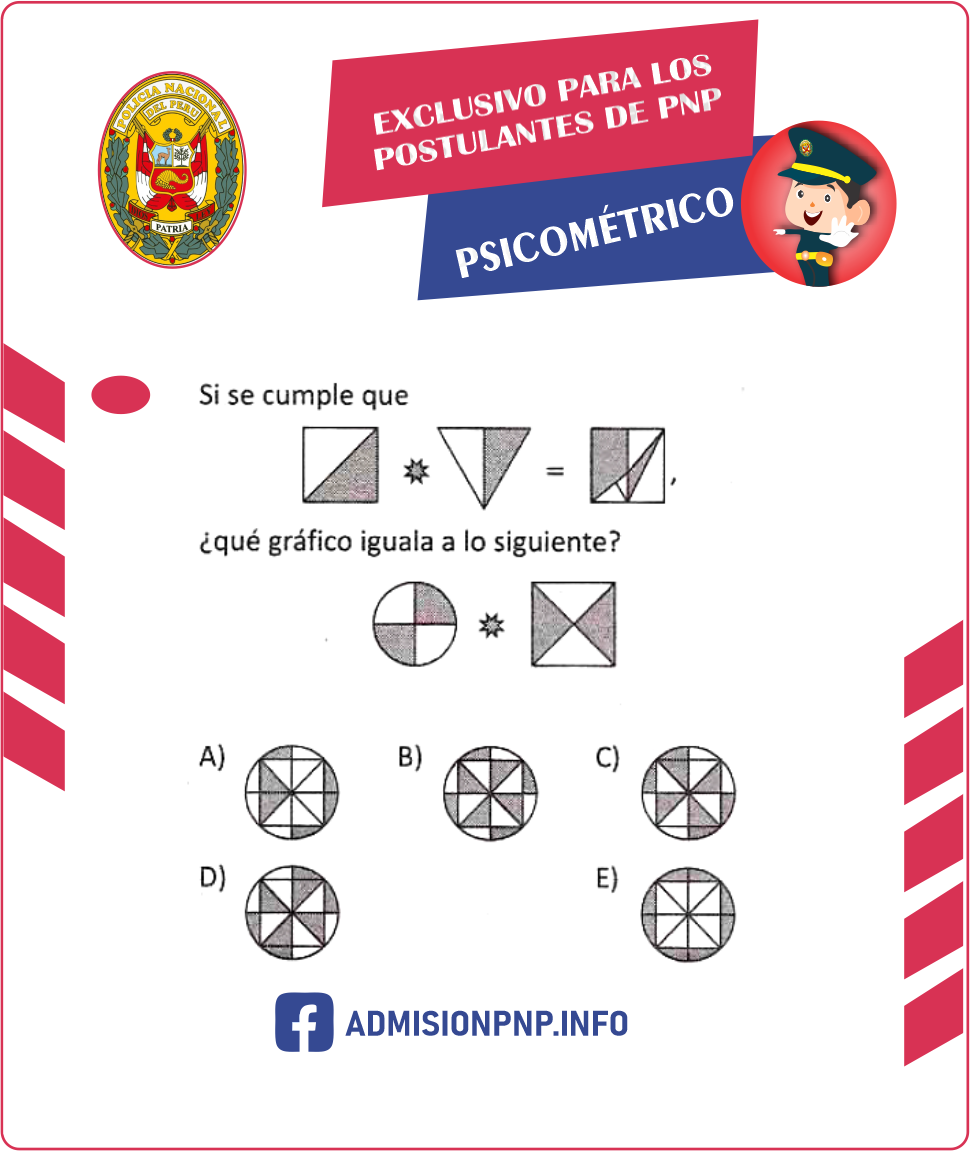 POLICIA NACIONAL
DEL PERU
PATRIA
EXCLUSIVO PARA LOS
POSTULANTES DE PNP
PSICOMÉTRICO
Si se cumple que
= ,
¿qué gráfico iguala a lo siguiente?
A) B) C)
D) E)
ADMISIONPNP.INFO